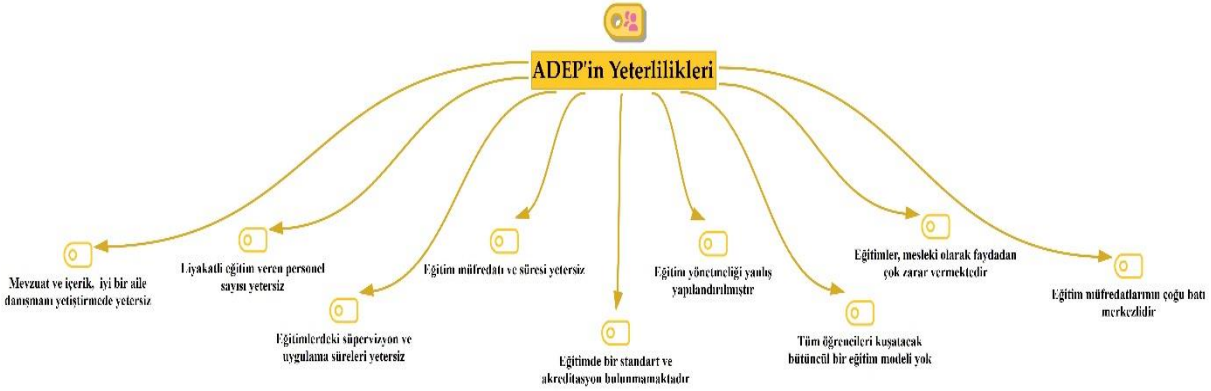 ADEP'in Yeterlilikleri
Mevzuat ve içerik, iyi bir aile
danışmanı yetiştirmede yetersiz
Liyakatli eğitim veren personel
sayısı yetersiz
Eğitimlerdeki süpervizyon ve
uygulama süreleri yetersiz
Eğitim müfredatı ve süresi yetersiz
Eğitimde bir standart ve
akreditasyon bulunmamaktadır
Eğitim yönetmeliği yanlış
yapılandırılmıştır
Tüm öğrencileri kuşatacak
bütüncül bir eğitim modeli yok
Eğitimler, mesleki olarak faydadan
çok zarar vermektedir
Eğitim müfredatlarının çoğu batı
merkezlidir